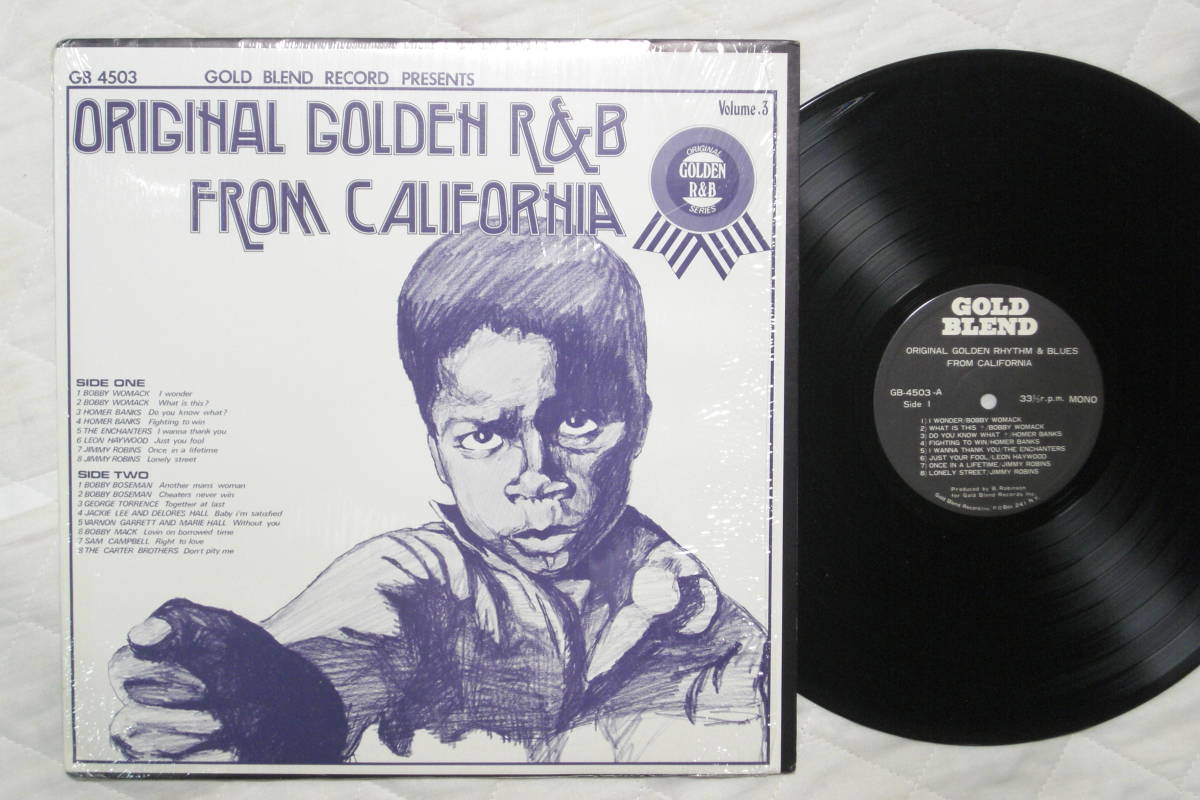 GB 4503 GOLD BLEND RECORD PRESENTS
ORIGINAL GOLDEN R&B
FROM CALIFORNIA
Volume.3
ORIGINAL
GOLDEN
R&B
SERIES
SIDE ONE
1 BOBBY WOMACK I wonder
2 BOBBY WOMACK What is this?
3 HOMER BANKS Do you know what?
4 HOMER BANKS Fighting to win
5 THE ENCHANTERS I wanna thank you
6 LEON HAYWOOD Just you fool
7 JIMMY ROBINS Once in a lifetime
8 JIMMY ROBINS Lonely street
SIDE TWO
1 BOBBY BOSEMAN Another mans woman
2 BOBBY BOSEMAN Cheaters never win
3 GEORGE TORRENCE Together at last
4 JACKIE LEE AND DELORES HALL Baby i'm satisfied
5 VARNON GARRETT AND MARIE HALL Without you
6 BOBBY MACK Lovin on borrowed time
7 SAM CAMPBELL Right to love
8 THE CARTER BROTHERS Don't pity me
GOLD
BLEND
ORIGINAL GOLDEN RHYTHM & BLUES
FROM CALIFORNIA
GB-4503-A
Side 1
33⅓ r.p.m. MONO
1) I WONDER/BOBBY WOMACK
2) WHAT IS THIS ?/BOBBY WOMACK
3) DO YOU KNOW WHAT ?/HOMER BANKS
4) FIGHTING TO WIN/HOMER BANKS
5) I WANNA THANK YOU/THE ENCHANTERS
6) JUST YOUR FOOL/LEON HAYWOOD
7) ONCE IN A LIFETIME/JIMMY ROBINS
8) LONELY STREET/JIMMY ROBINS
Produced by B. Robinson
for Gold Blend Records Inc.
Gold Blend Records Inc. P.O Box 241 N.Y.